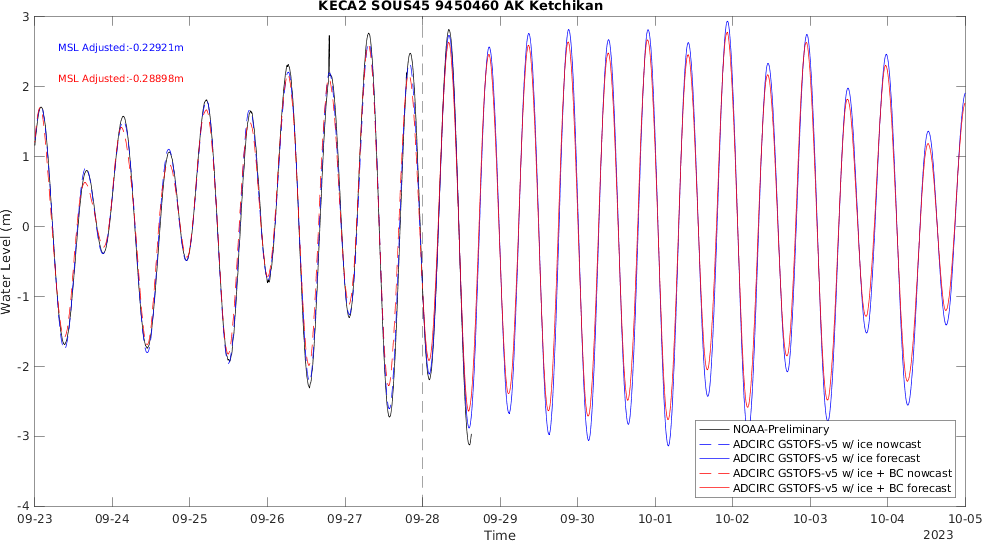 KECA2 SOUS45 9450460 AK Ketchikan
MSL Adjusted:-0.22921m
MSL Adjusted:-0.28898m
Water Level (m)
3
2
1
0
-1
-2
-3
-4
NOAA-Preliminary
ADCIRC GSTOFS-v5 w/ ice nowcast
ADCIRC GSTOFS-v5 w/ ice forecast
ADCIRC GSTOFS-v5 w/ ice + BC nowcast
ADCIRC GSTOFS-v5 w/ ice + BC forecast
09-23 09-24 09-25 09-26 09-27 09-28 09-29 09-30 10-01 10-02 10-03 10-04 10-05
Time
2023